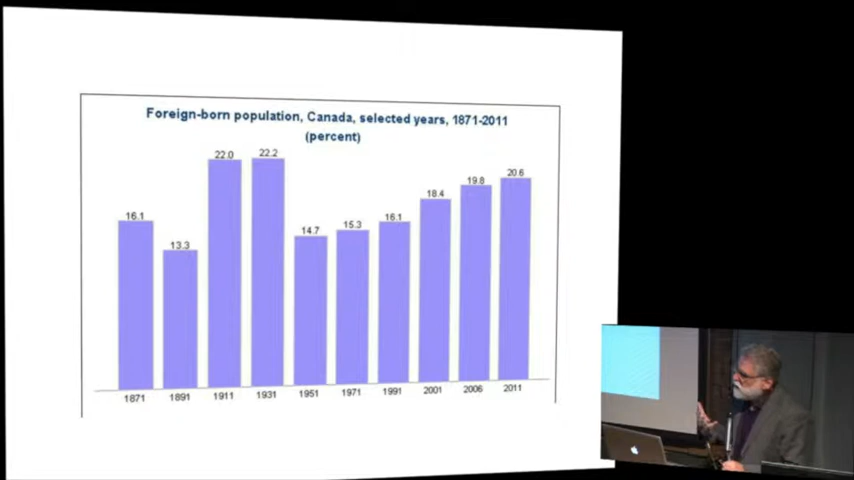 Foreign-born population, Canada, selected years, 1871-2011
(percent)
16.1 13.3 22.0 22.2 14.7 15.3 16.1 18.4 19.8 20.6
1871 1891 1911 1931 1951 1971 1991 2001 2006 2011